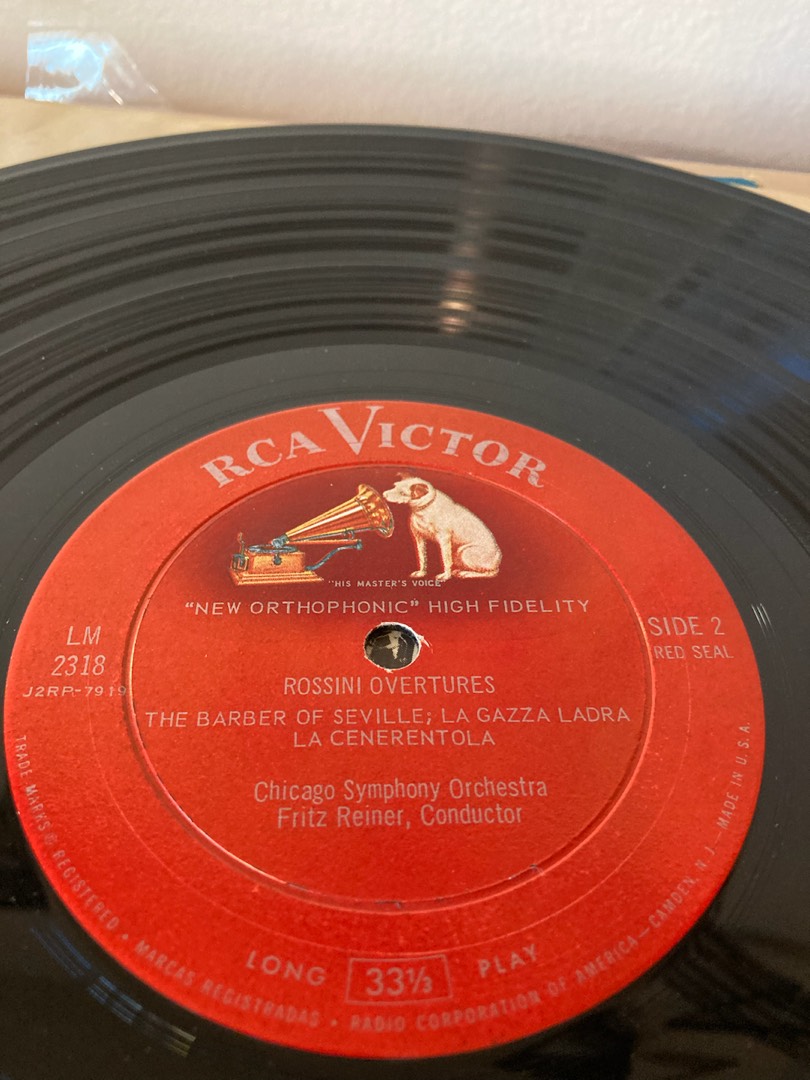 RCA VICTOR
"HIS MASTER'S VOICE"
"NEW ORTHOPHONIC" HIGH FIDELITY
LM
2318
J2RP-7919
SIDE 2
RED SEAL
ROSSINI OVERTURES
THE BARBER OF SEVILLE; LA GAZZA LADRA
LA CENERENTOLA
Chicago Symphony Orchestra
Fritz Reiner, Conductor
LONG 33⅓ PLAY
TRADE MARKS ® REGISTERED • MARCAS REGISTRADAS • RADIO CORPORATION OF AMERICA — CAMDEN, N. J. — MADE IN U. S. A.